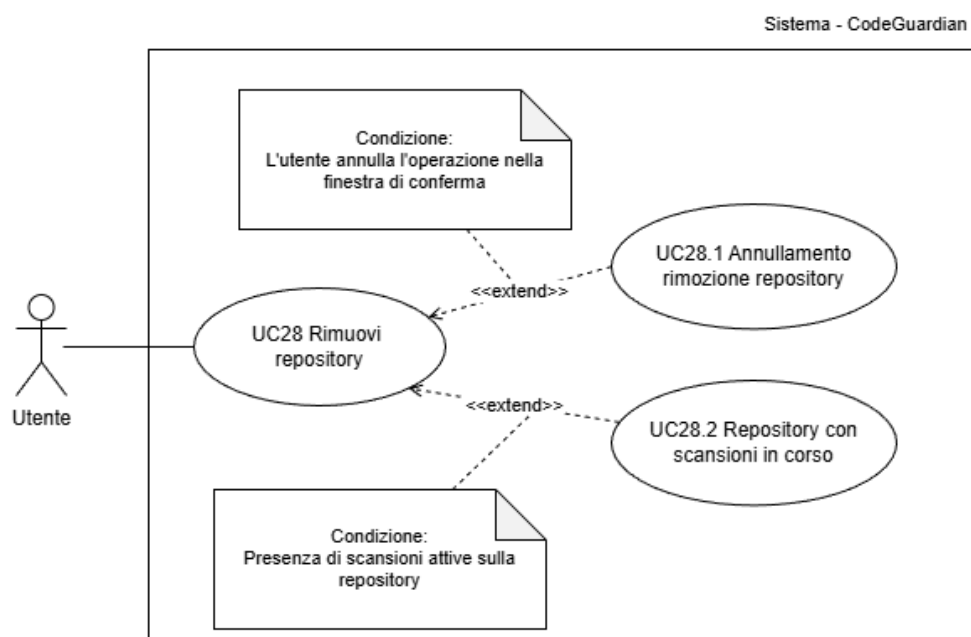 Sistema - CodeGuardian
Condizione:
L'utente annulla l'operazione nella
finestra di conferma
UC28.1 Annullamento
rimozione repository
<<extend>>
UC28 Rimuovi
repository
Utente
<<extend>>
UC28.2 Repository con
scansioni in corso
Condizione:
Presenza di scansioni attive sulla
repository